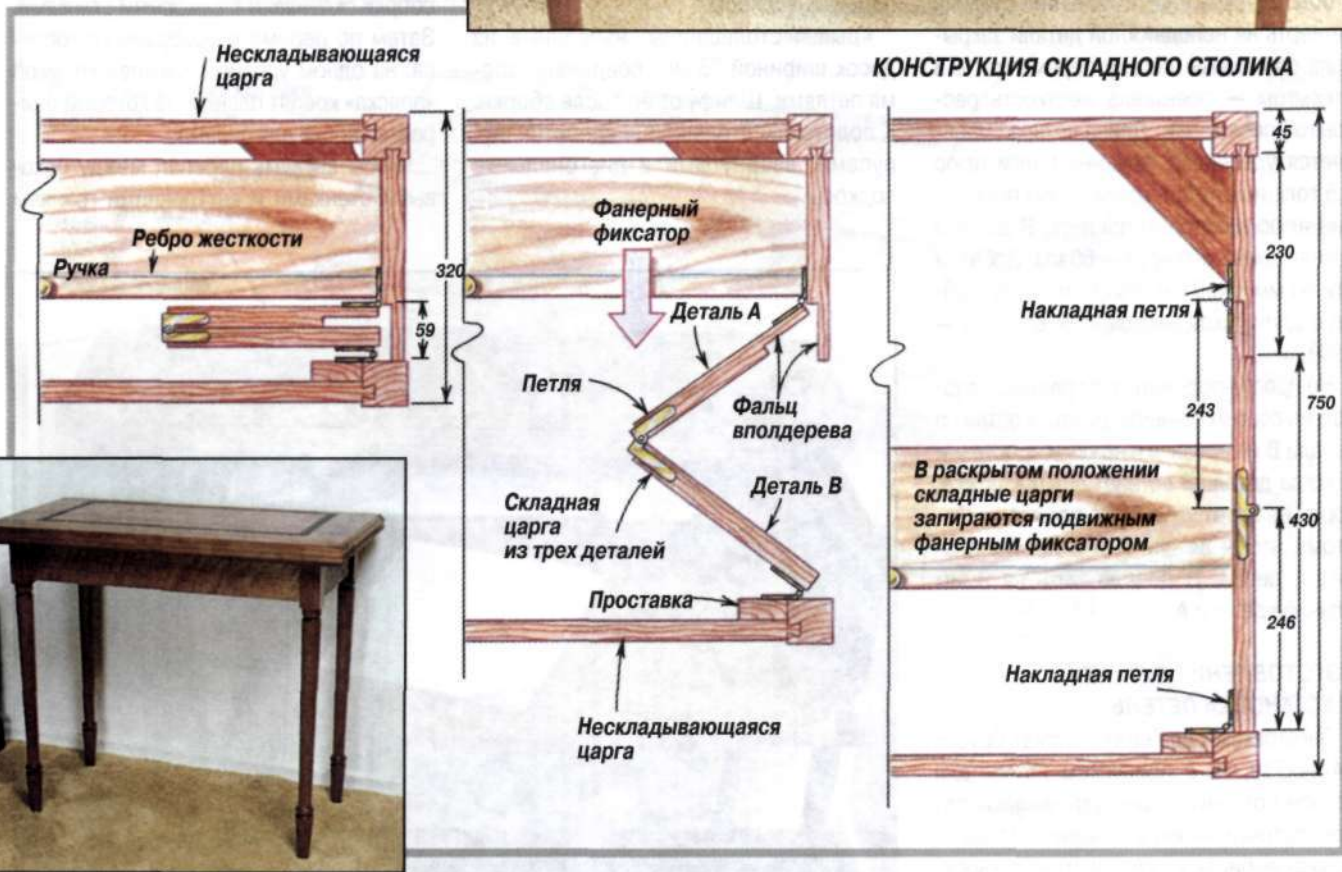 КОНСТРУКЦИЯ СКЛАДНОГО СТОЛИКА
Нескладывающаяся
царга
Ребро жесткости
Ручка
320
59
Фанерный
фиксатор
Деталь А
Петля
Фальц
вполдерева
Складная
царга
из трех деталей
Деталь В
Проставка
Нескладывающаяся
царга
45
230
Накладная петля
243
750
В раскрытом положении
складные царги
запираются подвижным
фанерным фиксатором
430
246
Накладная петля